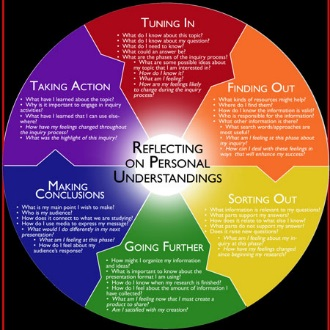 TUNING IN
What do I know about this topic?
What do I know about my question?
What do I need to know?
What could an answer be?
What are the phases of the inquiry process?
What are some possible ideas about
my topic that I am interested in?
How do I know it?
What am I feeling?
How are my feelings likely
to change during the inquiry
process?
FINDING OUT
What kinds of resources might help?
Where do I find them?
How do I know the information is valid?
Who is responsible for the information?
What other information is there?
What search words/approaches are
most useful?
What am I feeling at this phase of
my inquiry?
How can I deal with these feelings in
ways that will enhance my success?
SORTING OUT
What information is relevant to my questions?
What parts support my answers?
How does it relate to what else I know?
What parts do not support my answer?
Does it raise new questions?
What am I feeling about my in-
quiry at this phase?
How have my feelings changed
since beginning my research?
GOING FURTHER
How might I organize my information
and ideas?
What is important to know about the
presentation format I am using?
How do I know when my research is finished?
How do I feel about the amount of information I
have collected?
What am I feeling now that I must create a
product to share?
Am I satisfied with my creation?
MAKING
CONCLUSIONS
What is my main point I wish to make?
Who is my audience?
How does it connect to what we are studying?
How do I use media to express my message?
What would I do differently in my next
presentation?
What am I feeling at this phase?
How do I feel about my
audience's response?
TAKING ACTION
What have I learned about the topic?
Why is it important to engage in inquiry
activities?
What have I learned that I can use else-
where?
How have my feelings changed throughout
the inquiry process?
What was the highlight of this inquiry?
REFLECTING
ON PERSONAL
UNDERSTANDINGS